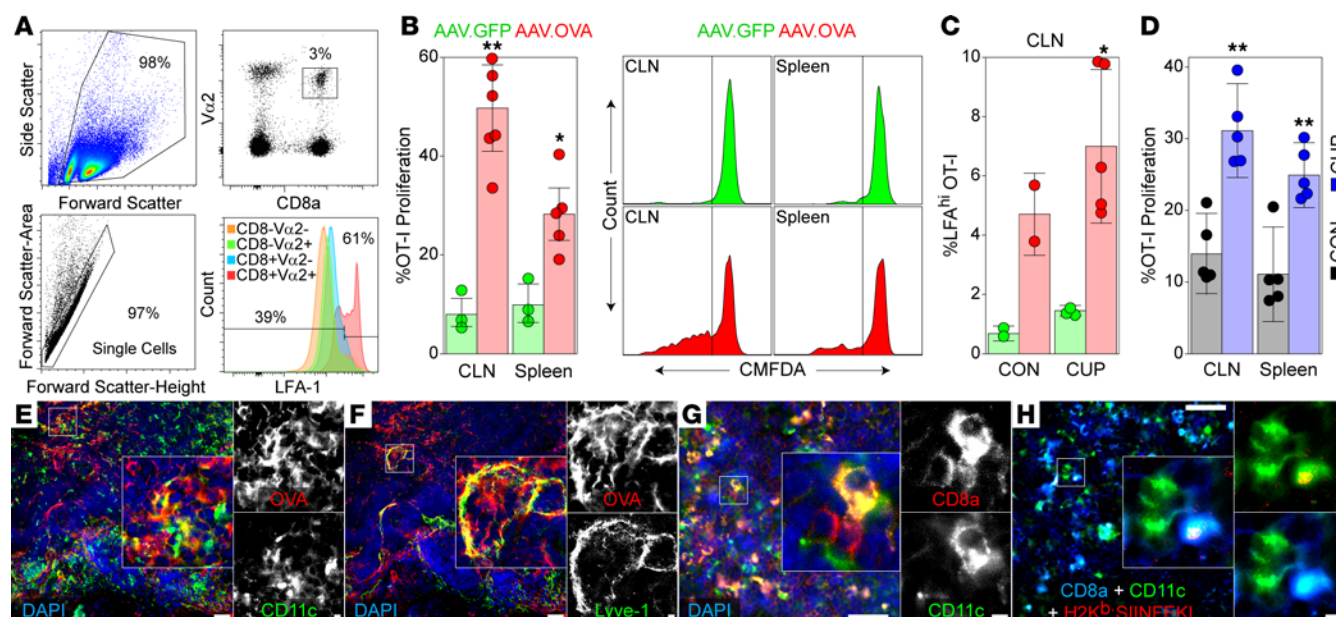 A
98%
Side Scatter
Forward Scatter
3%
Vα2
CD8a
Forward Scatter-Area
97%
Single Cells
Forward Scatter-Height
CD8-Vα2-
CD8-Vα2+
CD8+Vα2-
CD8+Vα2+
61%
39%
Count
LFA-1
B
AAV.GFP AAV.OVA
60
40
20
0
%OT-I Proliferation
**
*
CLN
Spleen
AAV.GFP AAV.OVA
CLN
Spleen
CLN
Spleen
Count
CMFDA
C
CLN
10
8
6
4
2
0
%LFAhi OT-I
*
CON
CUP
D
40
30
20
10
0
%OT-I Proliferation
**
**
CLN
Spleen
CON
CUP
E
DAPI
OVA
CD11c
F
DAPI
OVA
Lyve-1
G
DAPI
CD8a
CD11c
H
CD8a + CD11c
+ H2Kb:SIINFEKL